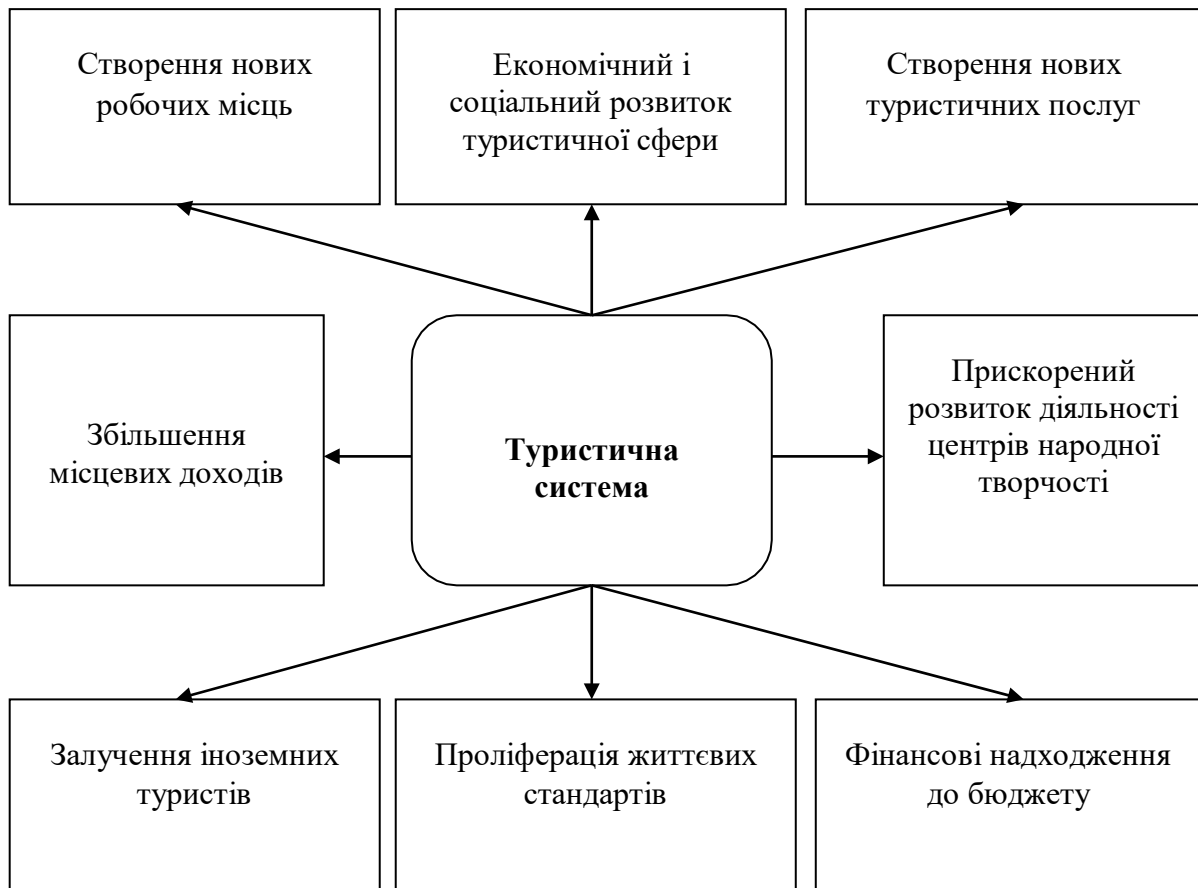 Створення нових
робочих місць
Економічний і
соціальний розвиток
туристичної сфери
Створення нових
туристичних послуг
Збільшення
місцевих доходів
Туристична
система
Прискорений
розвиток діяльності
центрів народної
творчості
Залучення іноземних
туристів
Проліферація життєвих
стандартів
Фінансові надходження
до бюджету